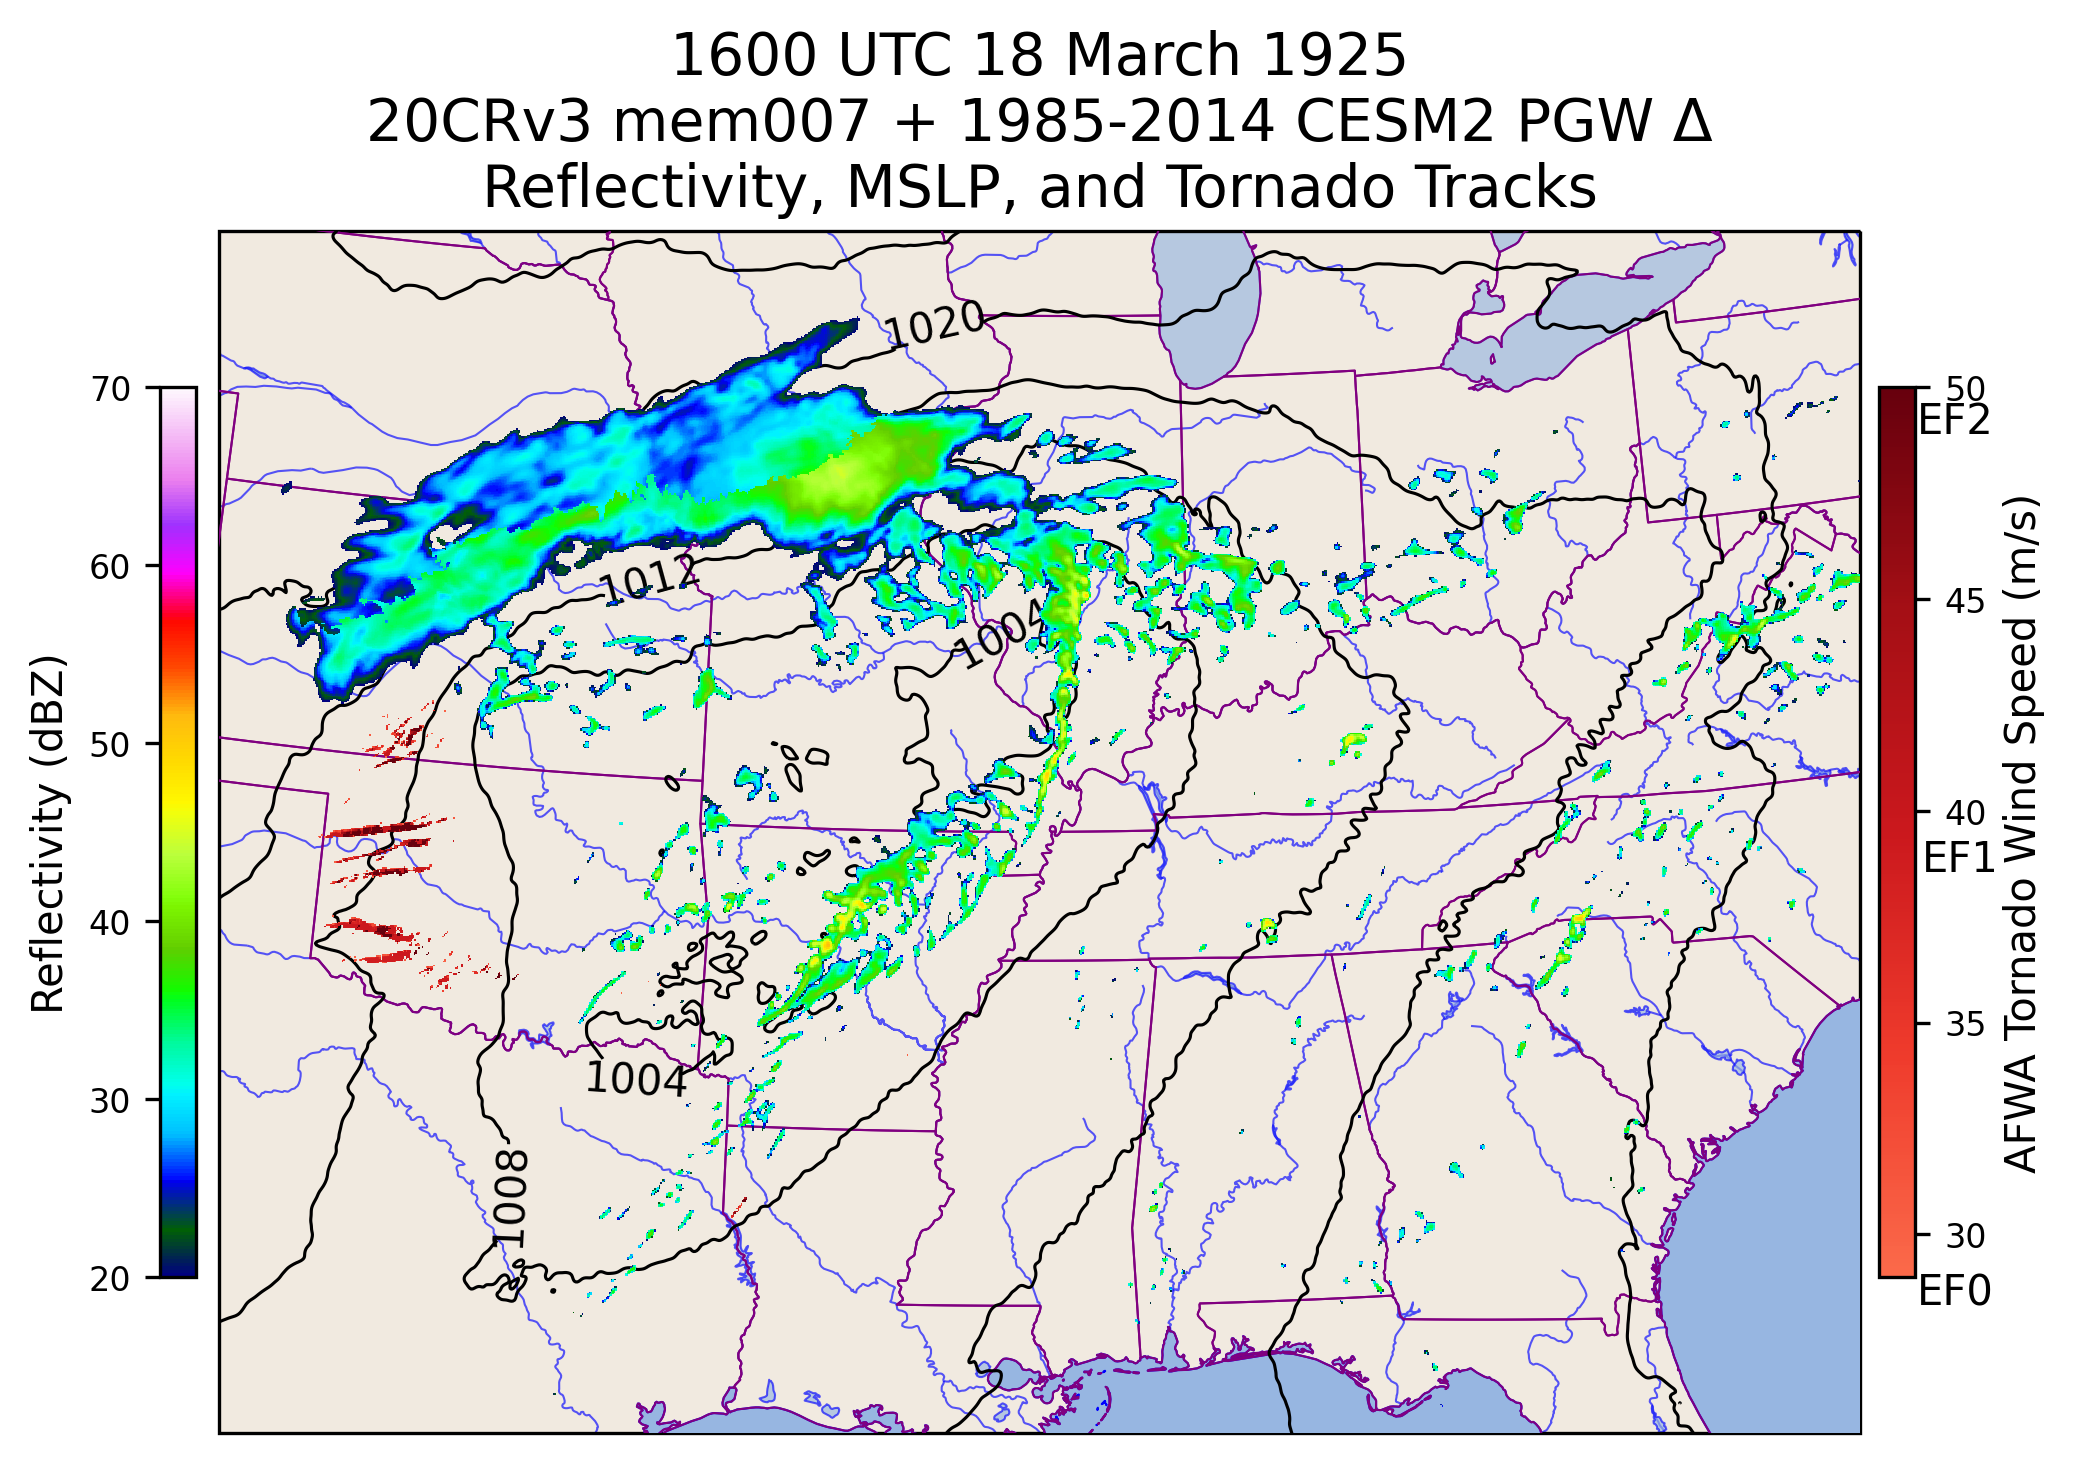 1600 UTC 18 March 1925
20CRv3 mem007 + 1985-2014 CESM2 PGW Δ
Reflectivity, MSLP, and Tornado Tracks
70
60
50
40
30
20
Reflectivity (dBZ)
1020
1012
1004
1004
1008
50
EF2
45
40
EF1
35
30
EF0
AFWA Tornado Wind Speed (m/s)